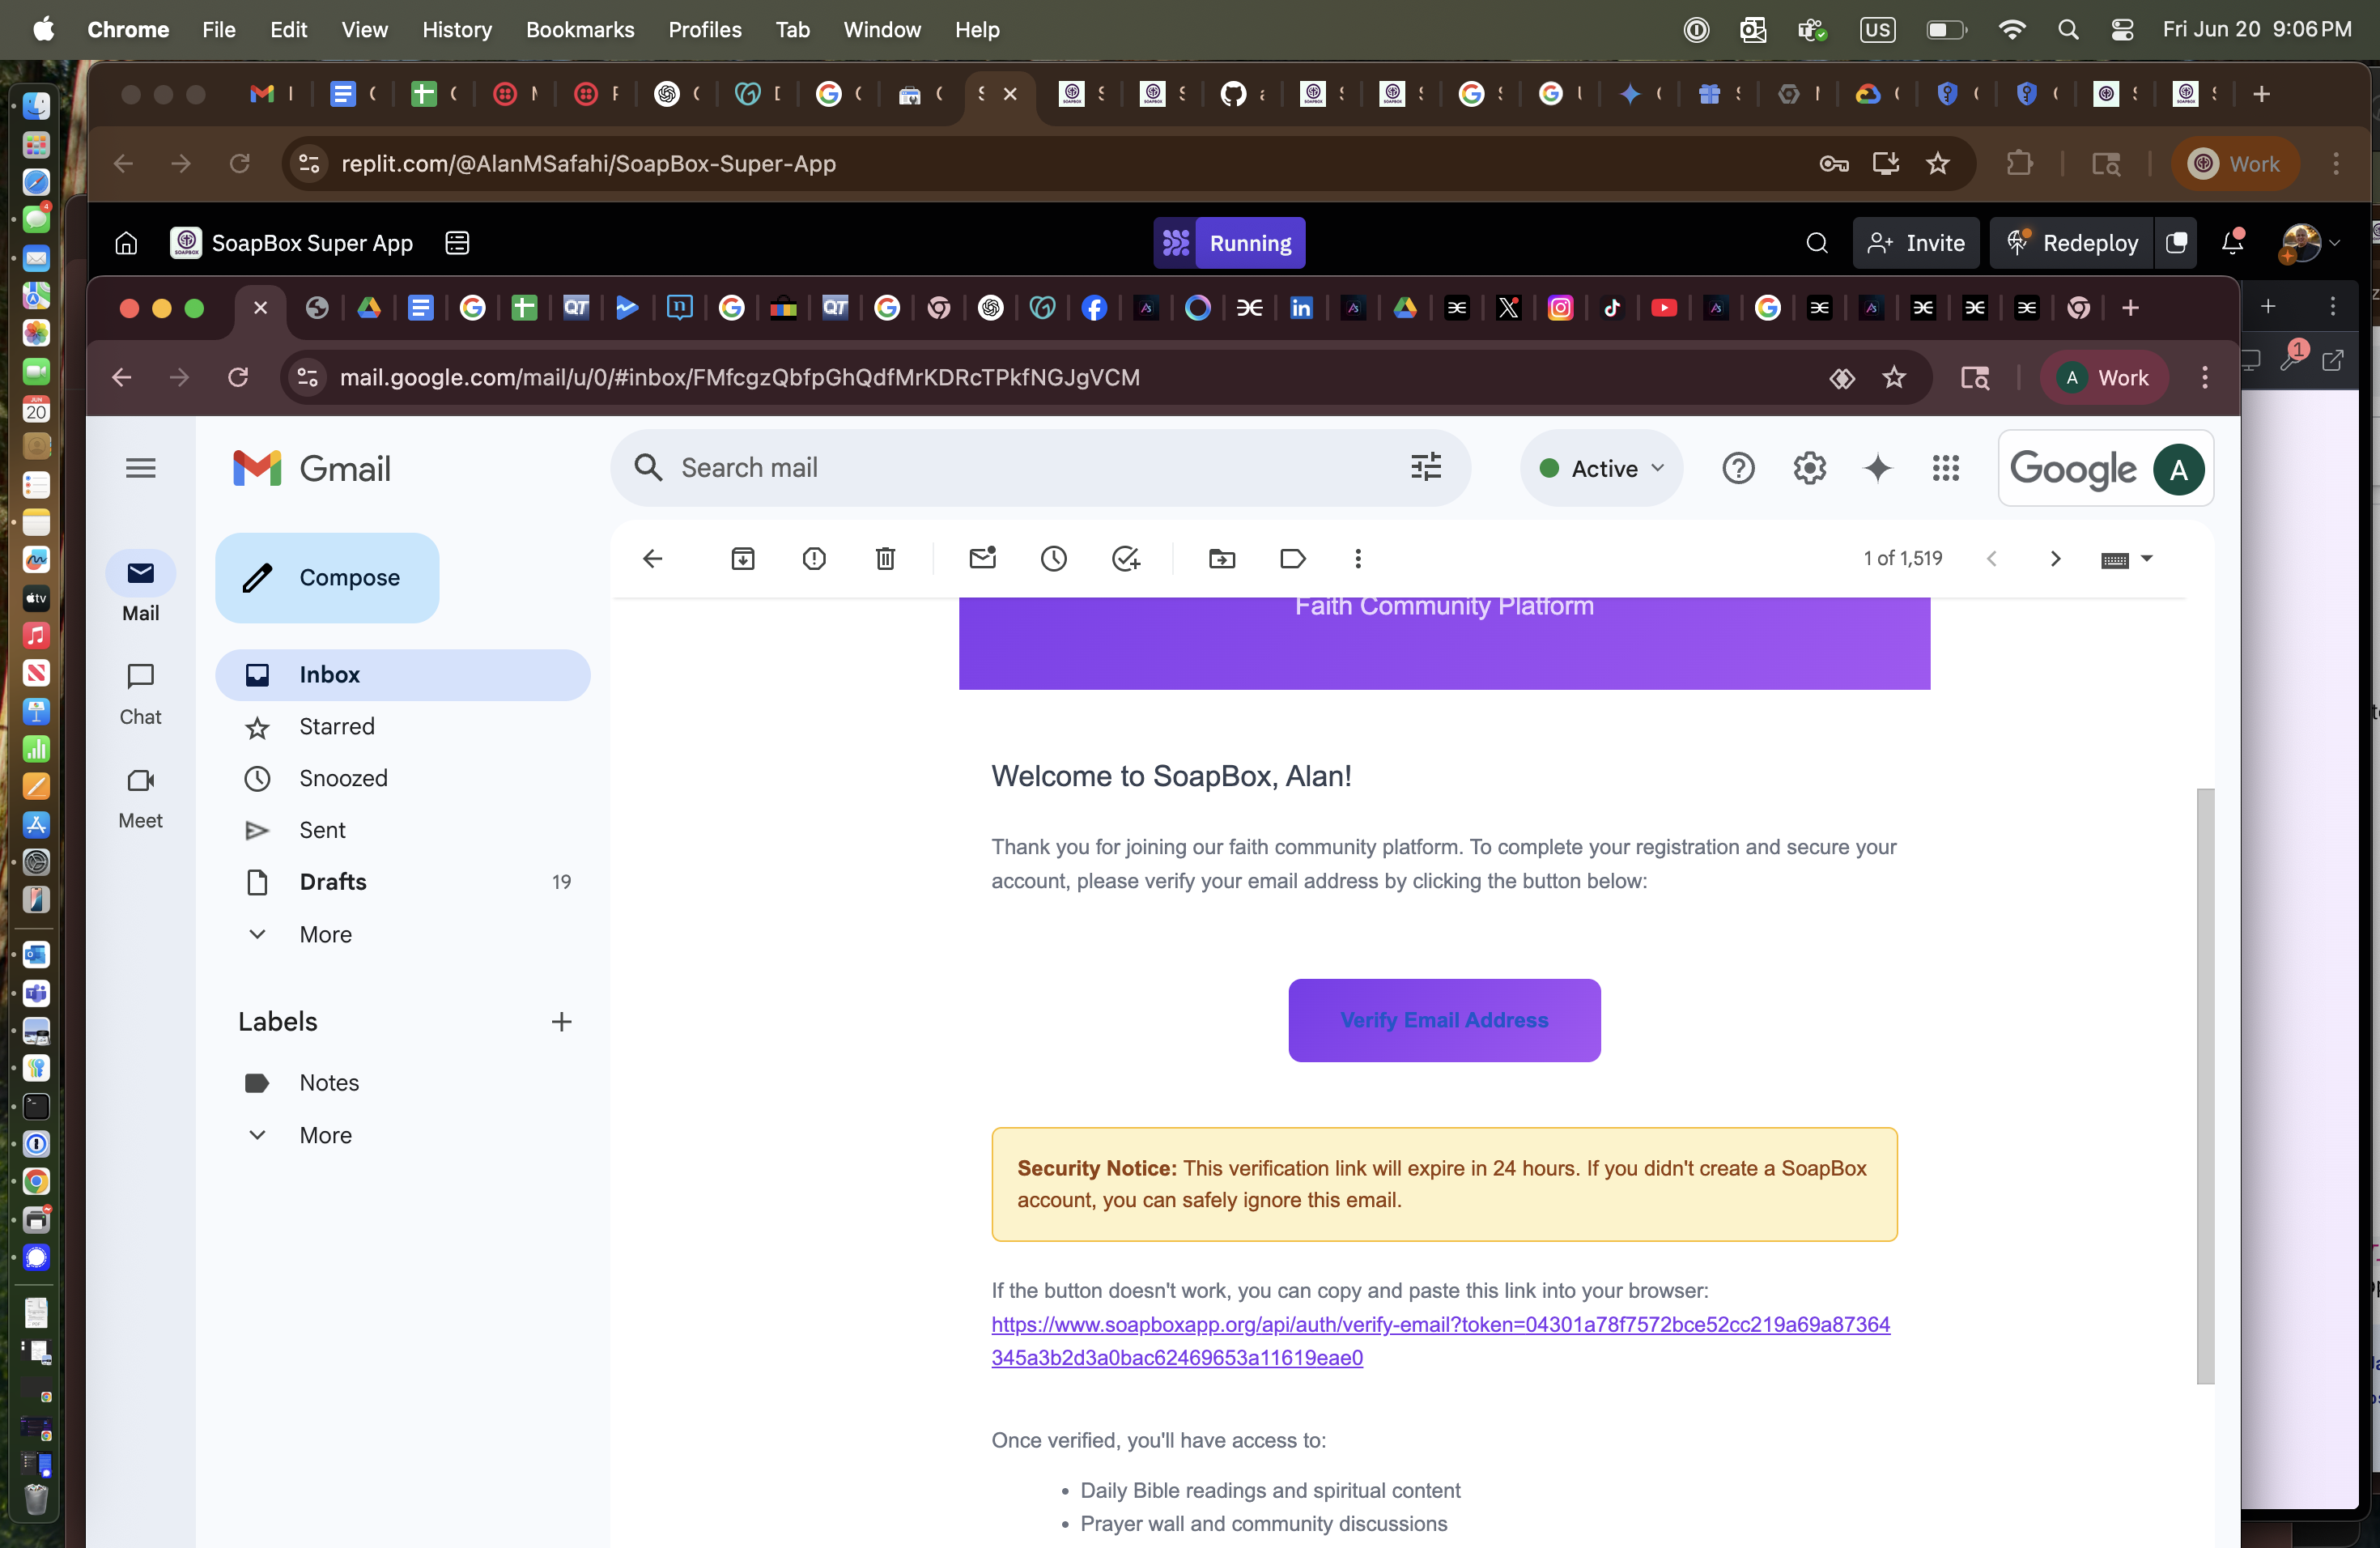 Chrome File Edit View History Bookmarks Profiles Tab Window Help US Fri Jun 20 9:06 PM
replit.com/@AlanMSafahi/SoapBox-Super-App Work
SoapBox Super App Running Invite Redeploy
mail.google.com/mail/u/0/#inbox/FMfcgzQbfpGhQdfMrKDRcTPkfNGJgVCM A Work
1
Gmail Search mail Active Google A
Compose
1 of 1,519
Mail
Chat
Meet
Inbox
Starred
Snoozed
Sent
Drafts 19
More
Labels
Notes
More
Faith Community Platform
Welcome to SoapBox, Alan!
Thank you for joining our faith community platform. To complete your registration and secure your
account, please verify your email address by clicking the button below:
Verify Email Address
Security Notice: This verification link will expire in 24 hours. If you didn't create a SoapBox
account, you can safely ignore this email.
If the button doesn't work, you can copy and paste this link into your browser:
https://www.soapboxapp.org/api/auth/verify-email?token=04301a78f7572bce52cc219a69a87364
345a3b2d3a0bac62469653a11619eae0
Once verified, you'll have access to:
• Daily Bible readings and spiritual content
• Prayer wall and community discussions